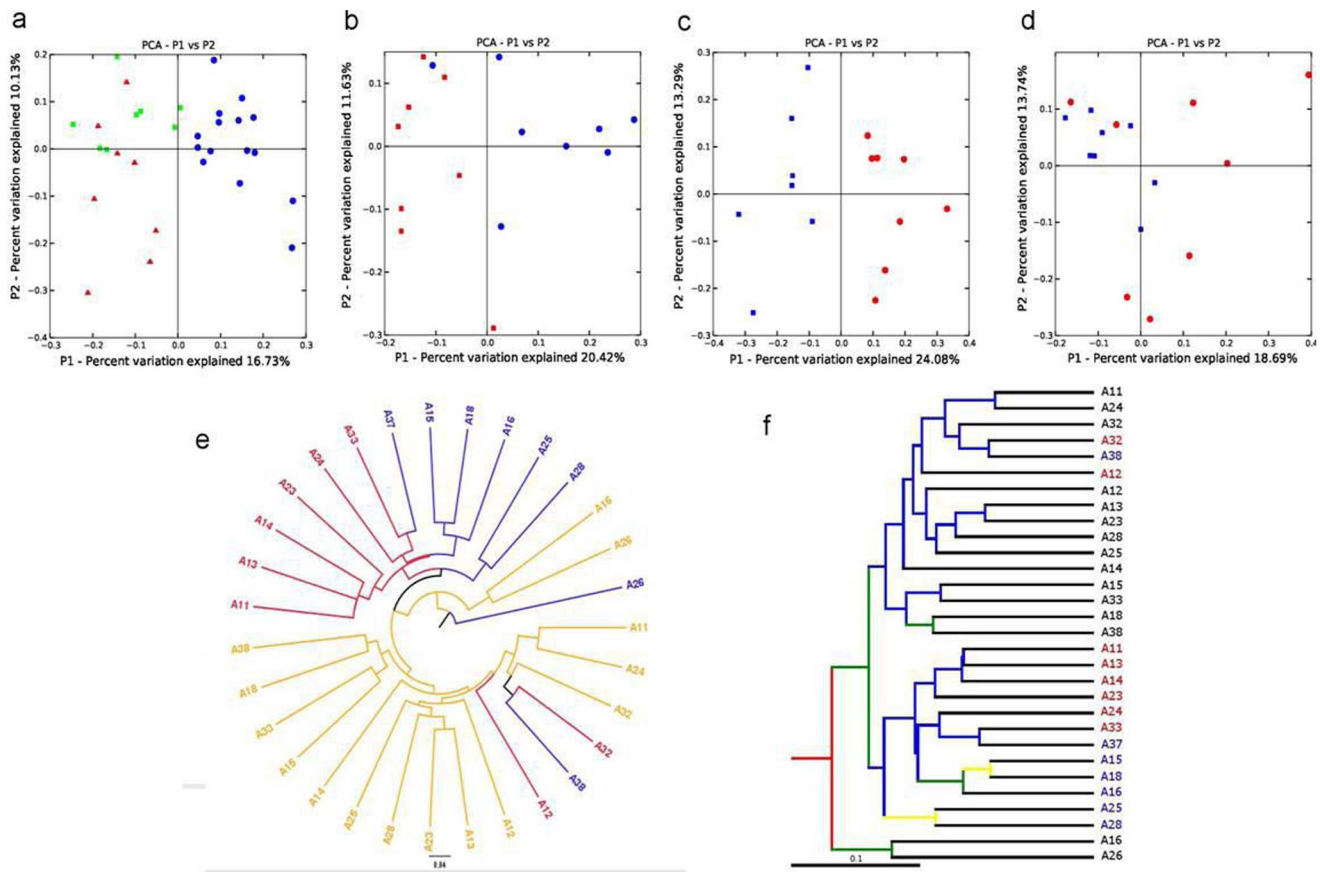 a
PCA - P1 vs P2
P2 - Percent variation explained 10.13%
0.2
0.1
0.0
−0.1
−0.2
−0.3
−0.4
−0.3 −0.2 −0.1 0.0 0.1 0.2 0.3
P1 - Percent variation explained 16.73%
b
PCA - P1 vs P2
P2 - Percent variation explained 11.63%
0.1
0.0
−0.1
−0.2
−0.3
−0.2 −0.1 0.0 0.1 0.2 0.3
P1 - Percent variation explained 20.42%
c
PCA - P1 vs P2
P2 - Percent variation explained 13.29%
0.3
0.2
0.1
0.0
−0.1
−0.2
−0.3
−0.4 −0.3 −0.2 −0.1 0.0 0.1 0.2 0.3 0.4
P1 - Percent variation explained 24.08%
d
PCA - P1 vs P2
P2 - Percent variation explained 13.74%
0.1
0.0
−0.1
−0.2
−0.3
−0.2 −0.1 0.0 0.1 0.2 0.3 0.4
P1 - Percent variation explained 18.69%
e
A37
A15
A18
A16
A25
A28
A16
A26
A26
A11
A24
A32
A32
A38
A12
A12
A13
A23
A28
A25
A14
A15
A33
A18
A38
A11
A13
A14
A23
A24
A33
0.04
f
A11
A24
A32
A32
A38
A12
A12
A13
A23
A28
A25
A14
A15
A33
A18
A38
A11
A13
A14
A23
A24
A33
A37
A15
A18
A16
A25
A28
A16
A26
0.1